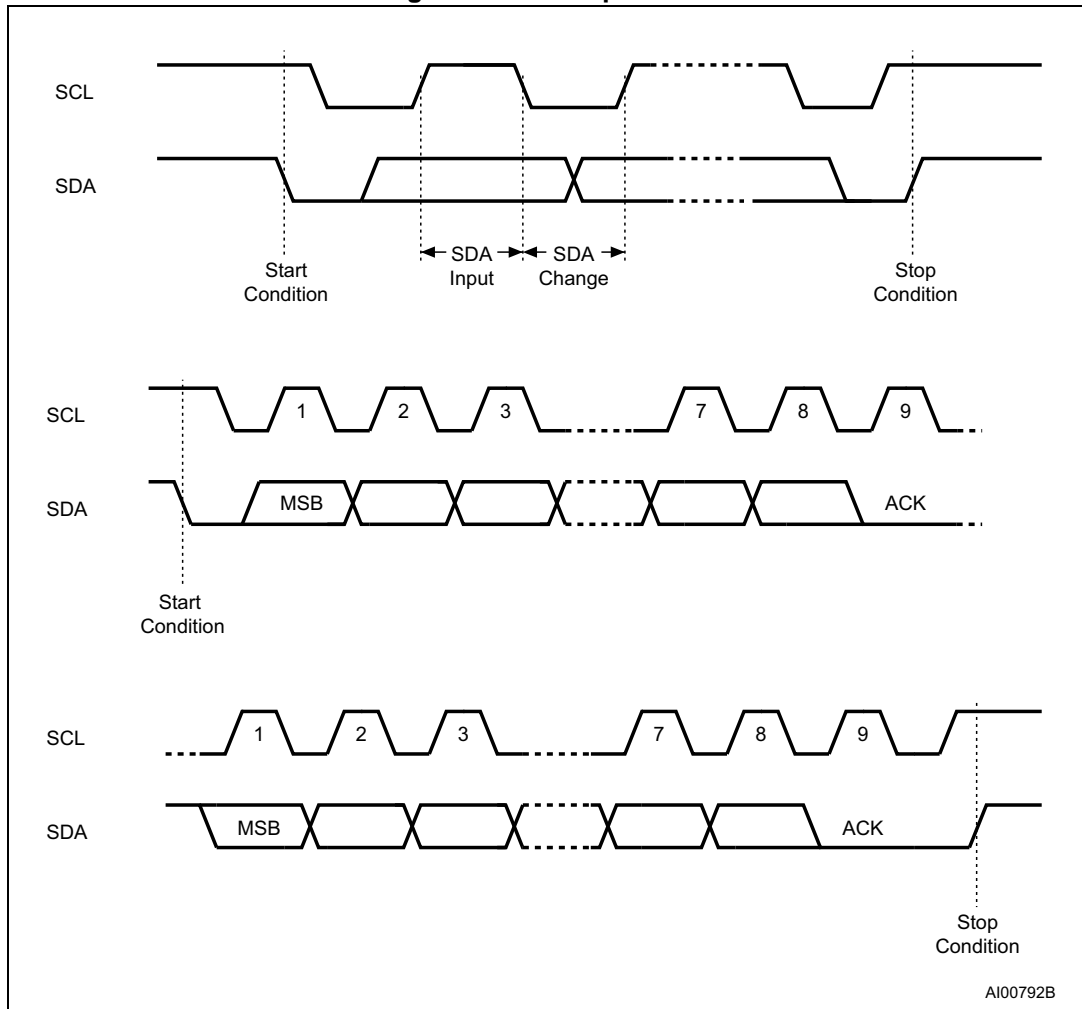 SCL
SDA
SDA
Input
SDA
Change
Start
Condition
Stop
Condition
SCL
1 2 3 7 8 9
SDA
MSB ACK
Start
Condition
SCL
1 2 3 7 8 9
SDA
MSB ACK
Stop
Condition
AI00792B